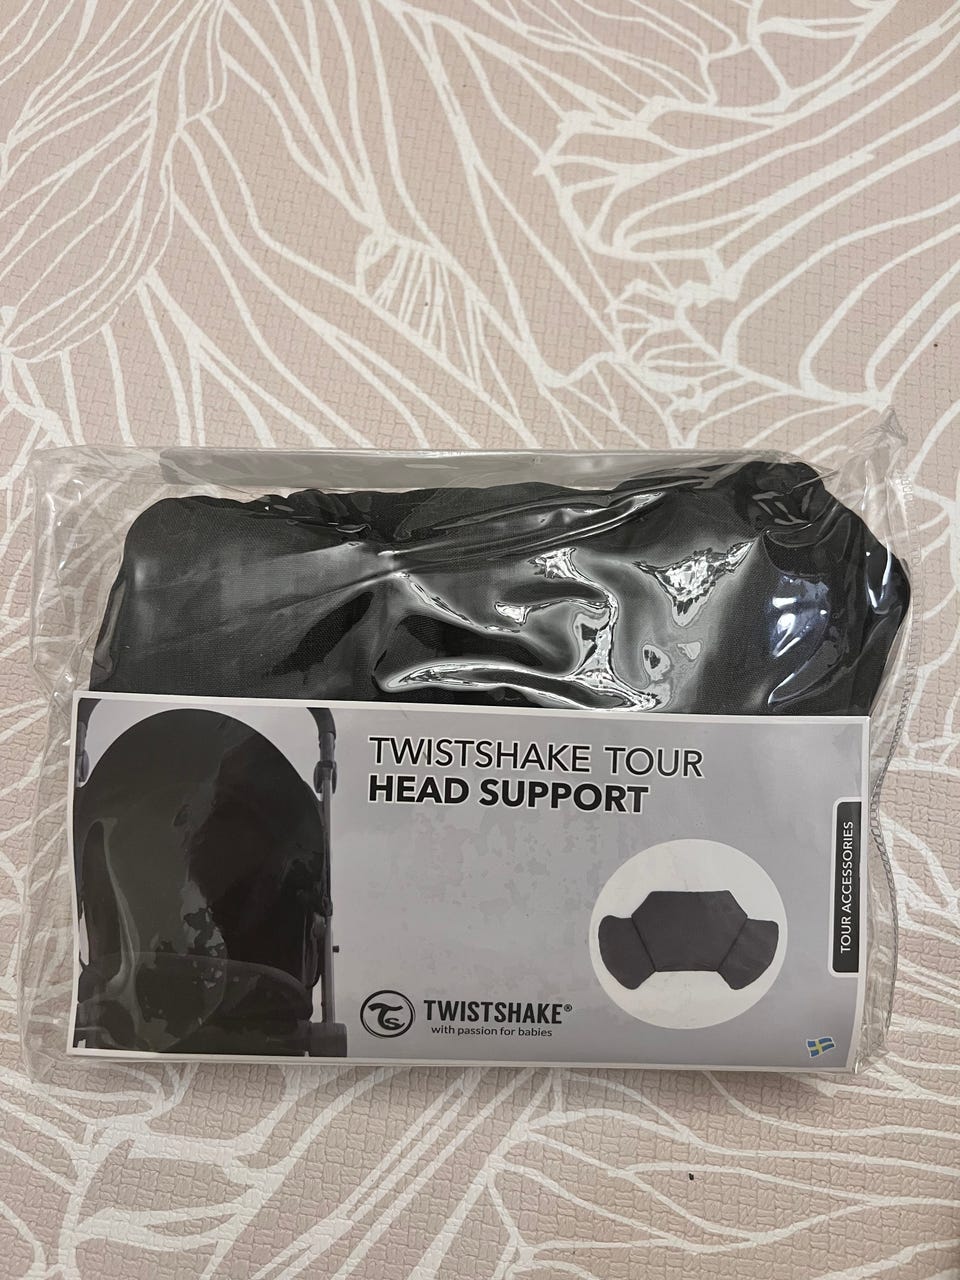 TWISTSHAKE TOUR
HEAD SUPPORT
TOUR ACCESSORIES
TWISTSHAKE®
with passion for babies